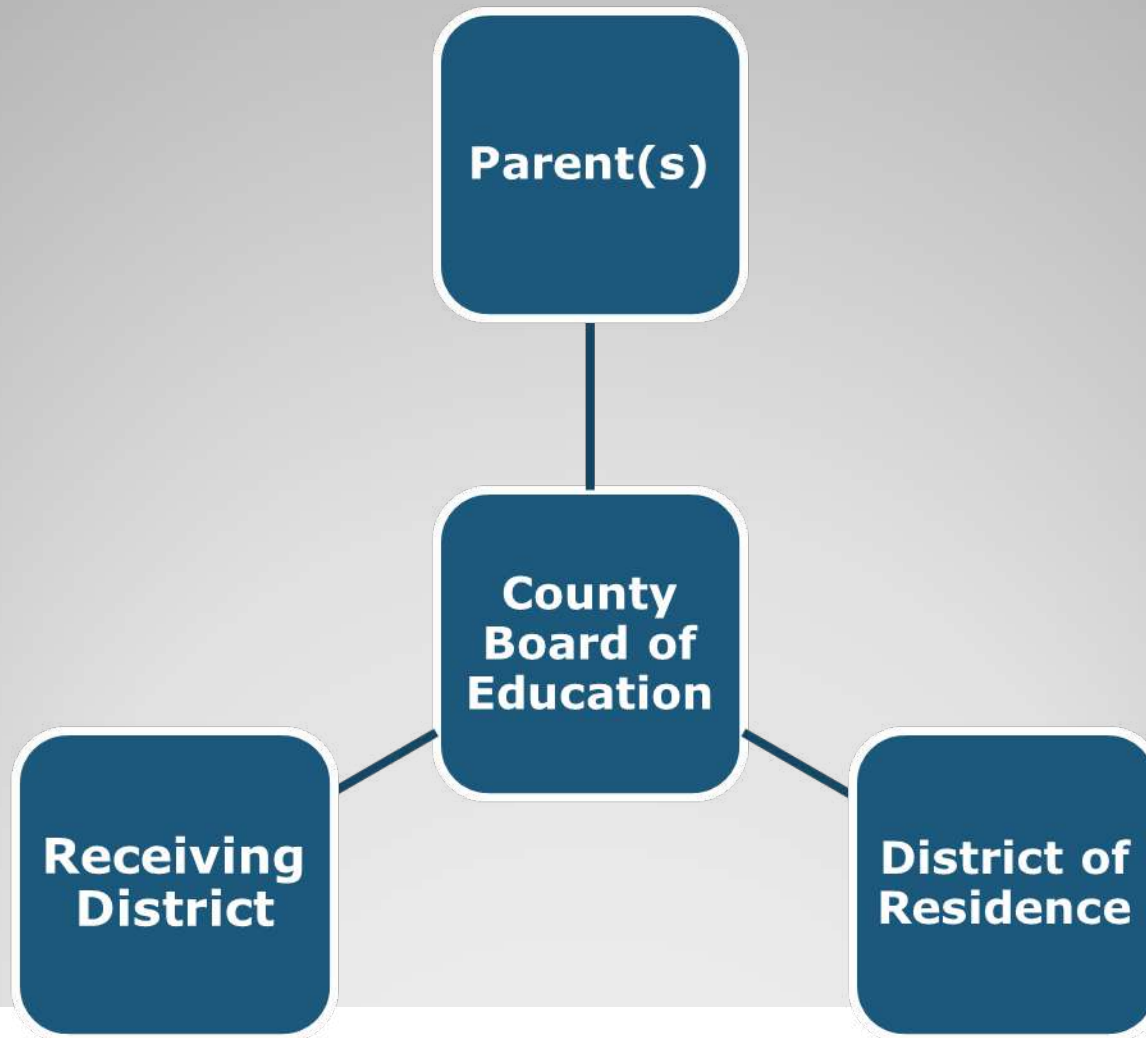 Parent(s)
County
Board of
Education
Receiving
District
District of
Residence